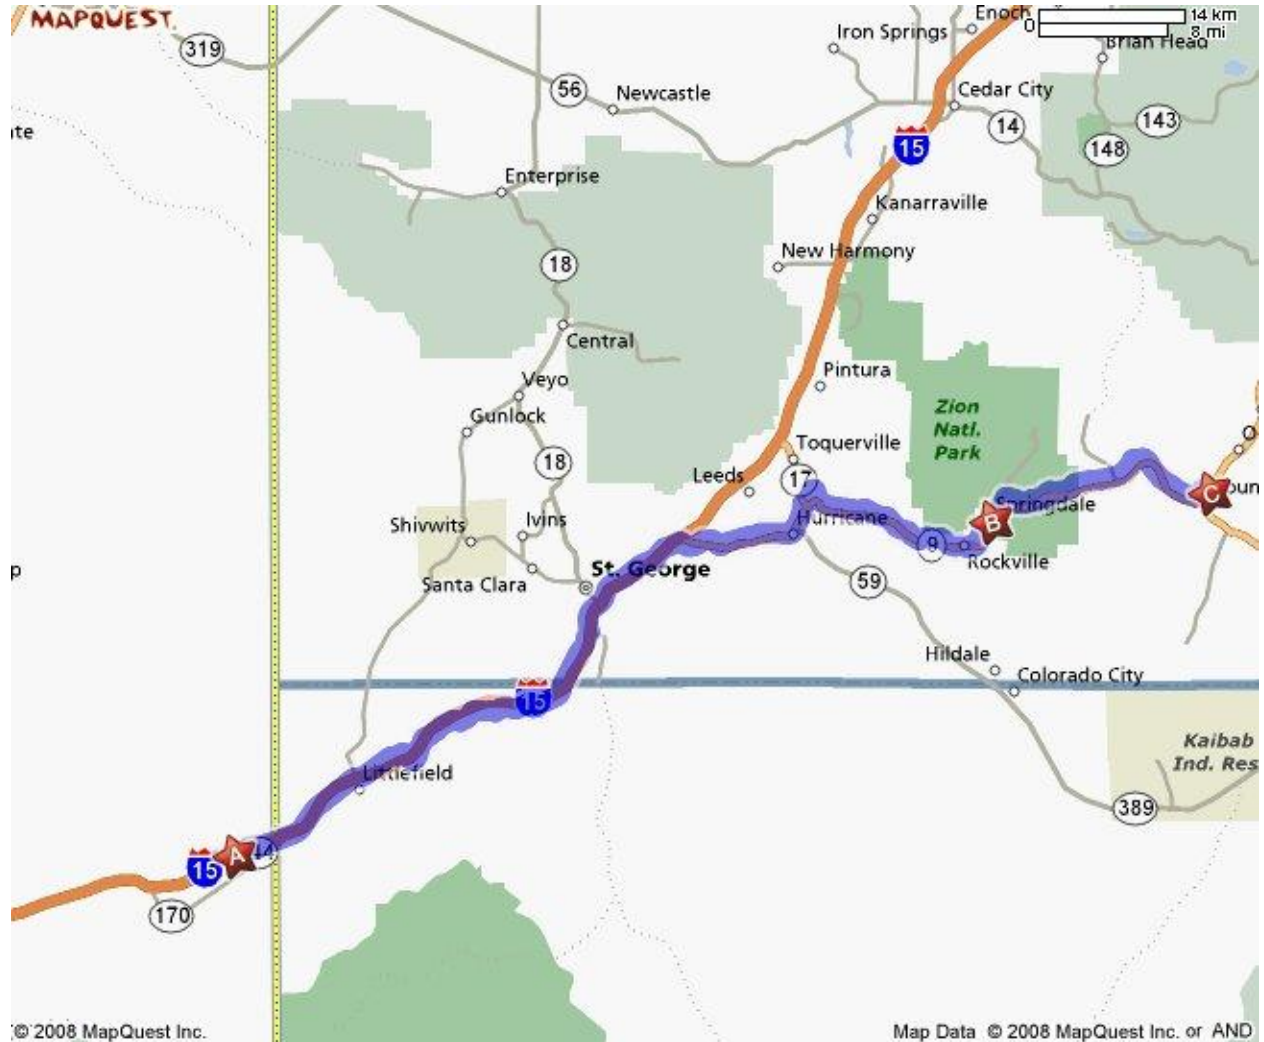 MAPQUEST.
14 km
0
8 mi
Enoch
Iron Springs
Brian Head
319
56
Newcastle
Cedar City
14
143
15
148
Enterprise
Kanarraville
New Harmony
18
Central
Pintura
Veyo
Gunlock
Zion
Natl.
Park
Toquerville
18
Leeds
17
C
Springdale
Shivwits
Ivins
Hurricane
B
9
Rockville
St. George
Santa Clara
59
Hildale
Colorado City
15
Kaibab
Ind. Res
Littlefield
389
A
15
170
© 2008 MapQuest Inc.
Map Data © 2008 MapQuest Inc. or AND